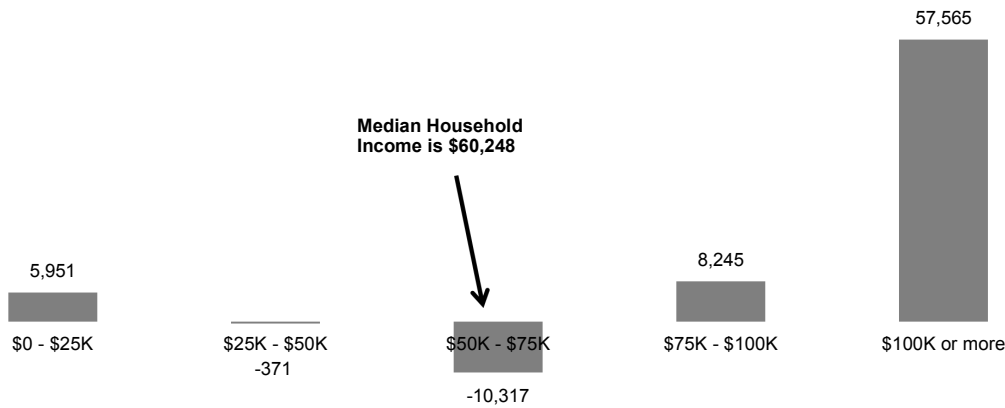 57,565
Median Household
Income is $60,248
5,951
8,245
$0 - $25K
$25K - $50K
$50K - $75K
$75K - $100K
$100K or more
-371
-10,317